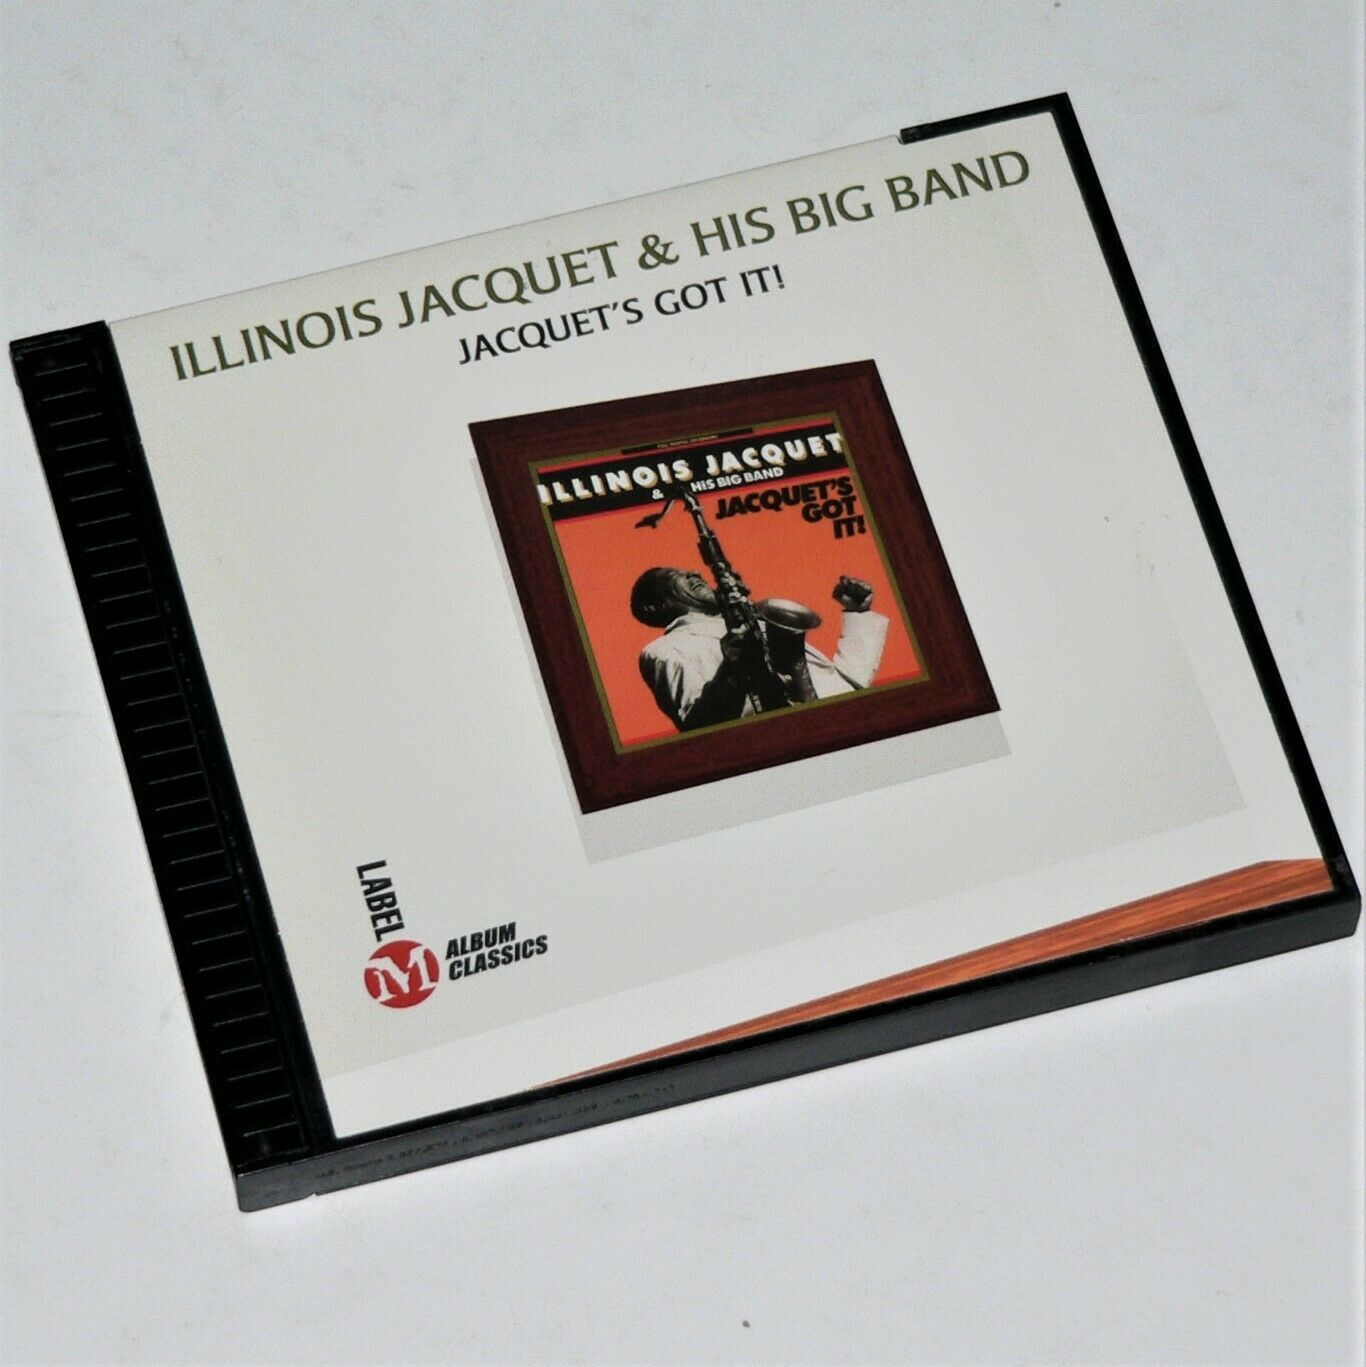 ILLINOIS JACQUET & HIS BIG BAND
JACQUET'S GOT IT!
ILLINOIS JACQUET
& HIS BIG BAND
JACQUET'S
GOT
IT!
LABEL
M
ALBUM
CLASSICS